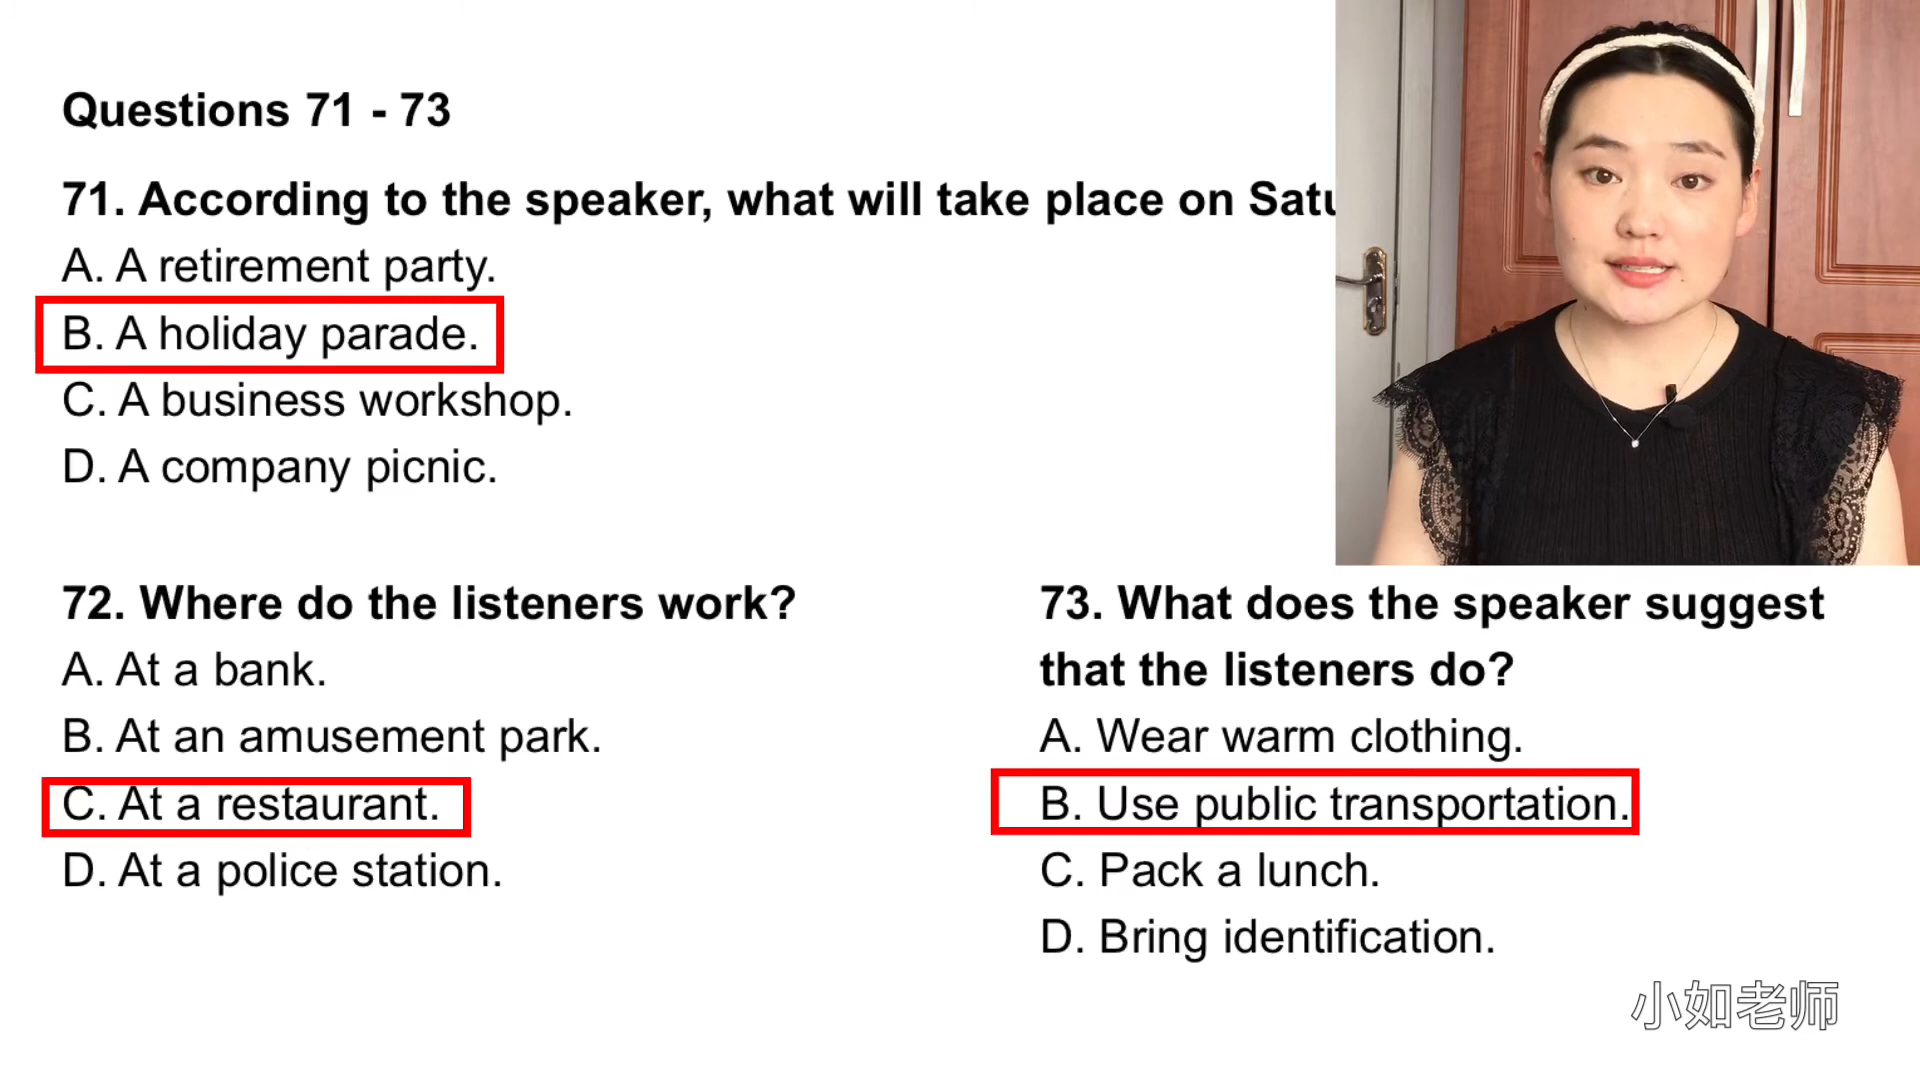 Questions 71 - 73
71. According to the speaker, what will take place on Satu
A. A retirement party.
B. A holiday parade.
C. A business workshop.
D. A company picnic.
72. Where do the listeners work?
A. At a bank.
B. At an amusement park.
C. At a restaurant.
D. At a police station.
73. What does the speaker suggest
that the listeners do?
A. Wear warm clothing.
B. Use public transportation.
C. Pack a lunch.
D. Bring identification.
小如老师